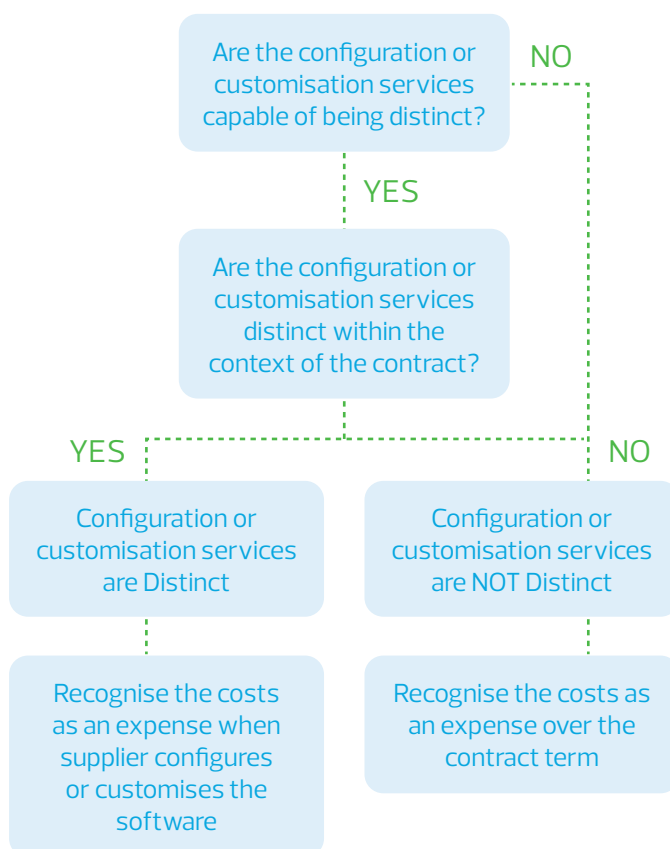 Are the configuration or
customisation services
capable of being distinct?
NO
YES
Are the configuration or
customisation services
distinct within the
context of the contract?
YES
NO
Configuration or
customisation services
are Distinct
Configuration or
customisation services
are NOT Distinct
Recognise the costs
as an expense when
supplier configures
or customises the
software
Recognise the costs as
an expense over the
contract term